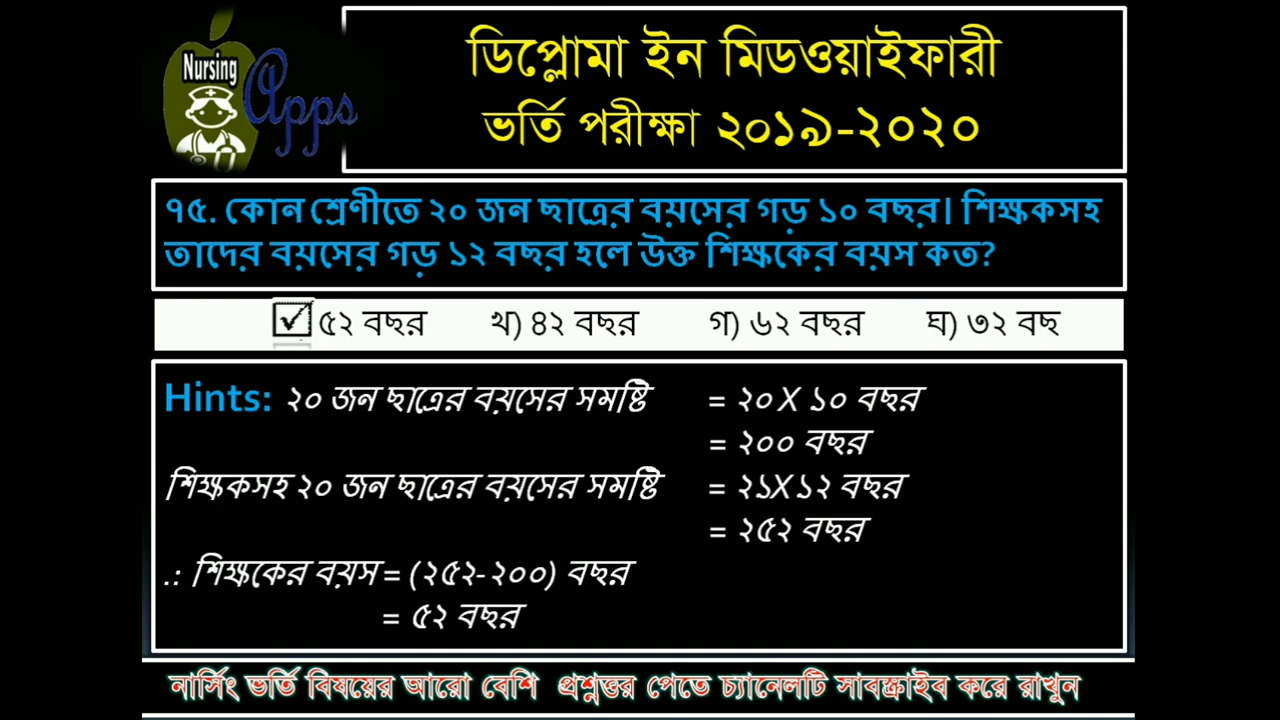 Nursing
Apps
ডিপ্লোমা ইন মিডওয়াইফারী
ভর্তি পরীক্ষা ২০১৯-২০২০
৭৫. কোন শ্রেণীতে ২০ জন ছাত্রের বয়সের গড় ১০ বছর। শিক্ষকসহ
তাদের বয়সের গড় ১২ বছর হলে উক্ত শিক্ষকের বয়স কত?
৫২ বছর খ) ৪২ বছর গ) ৬২ বছর ঘ) ৩২ বছ
Hints: ২০ জন ছাত্রের বয়সের সমষ্টি = ২০ X ১০ বছর
= ২০০ বছর
শিক্ষকসহ ২০ জন ছাত্রের বয়সের সমষ্টি = ২১X১২ বছর
= ২৫২ বছর
.: শিক্ষকের বয়স = (২৫২-২০০) বছর
= ৫২ বছর
নার্সিং ভর্তি বিষয়ের আরো বেশি প্রশ্নত্তর পেতে চ্যানেলটি সাবস্ক্রাইব করে রাখুন